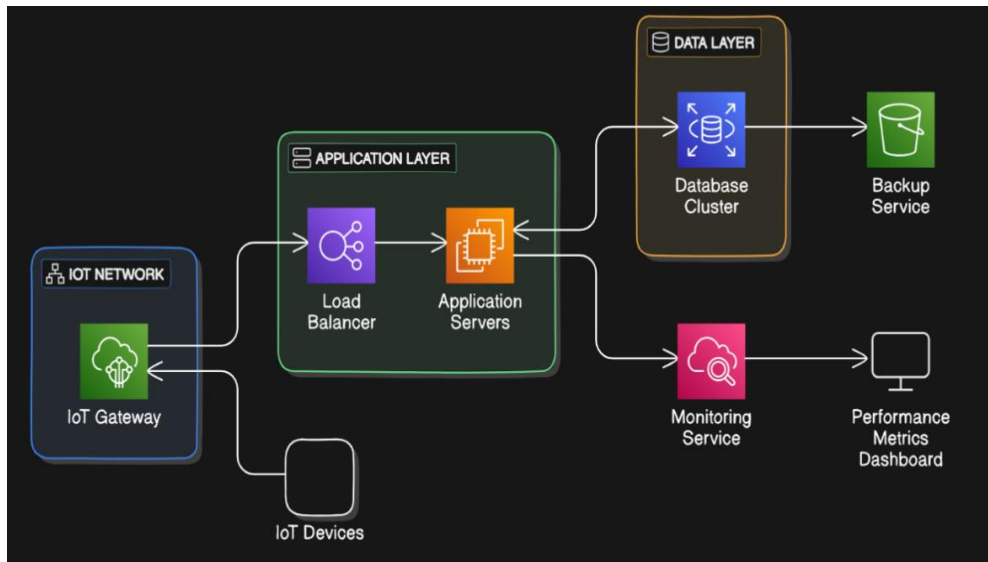 DATA LAYER
Database
Cluster
Backup
Service
APPLICATION LAYER
Load
Balancer
Application
Servers
IOT NETWORK
IoT Gateway
IoT Devices
Monitoring
Service
Performance
Metrics
Dashboard